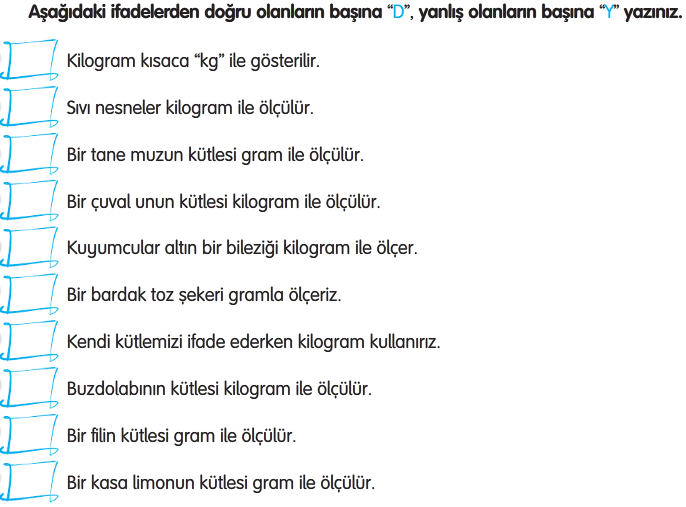 Aşağıdaki ifadelerden doğru olanların başına “D”, yanlış olanların başına “Y” yazınız.
Kilogram kısaca “kg” ile gösterilir.
Sıvı nesneler kilogram ile ölçülür.
Bir tane muzun kütlesi gram ile ölçülür.
Bir çuval unun kütlesi kilogram ile ölçülür.
Kuyumcular altın bir bileziği kilogram ile ölçer.
Bir bardak toz şekeri gramla ölçeriz.
Kendi kütlemizi ifade ederken kilogram kullanırız.
Buzdolabının kütlesi kilogram ile ölçülür.
Bir filin kütlesi gram ile ölçülür.
Bir kasa limonun kütlesi gram ile ölçülür.